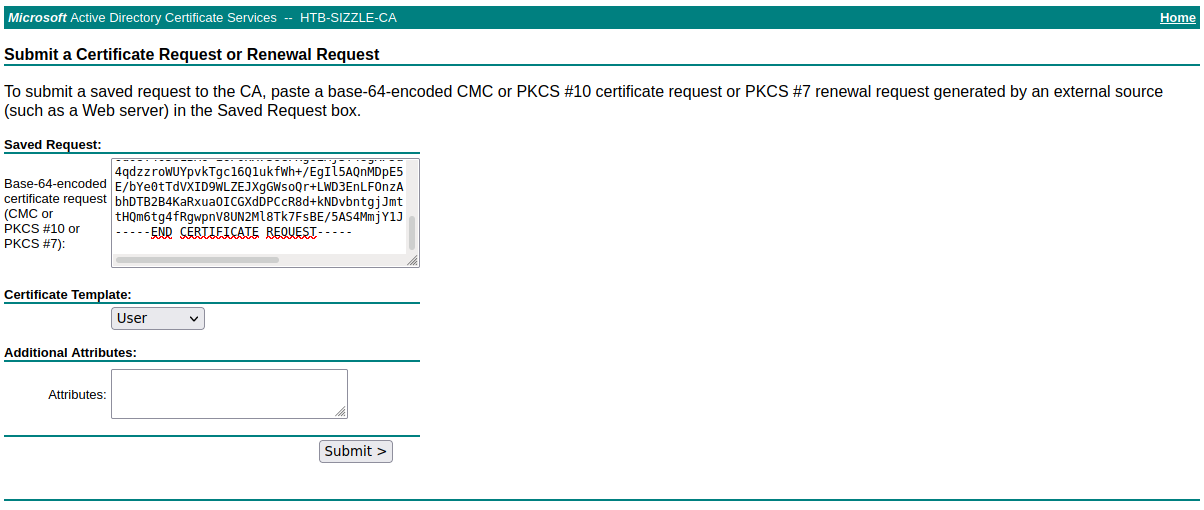 Microsoft Active Directory Certificate Services -- HTB-SIZZLE-CA Home
Submit a Certificate Request or Renewal Request
To submit a saved request to the CA, paste a base-64-encoded CMC or PKCS #10 certificate request or PKCS #7 renewal request generated by an external source
(such as a Web server) in the Saved Request box.
Saved Request:
Base-64-encoded
certificate request
(CMC or
PKCS #10 or
PKCS #7):
4qdzzroWUYpvkTgc16Q1ukfWh+/EgIl5AQnMDpE5
E/bYe0tTdVXID9WLZEJXgGWsoQr+LWD3EnLFOnzA
bhDTB2B4KaRxuaOICGXdDPCcR8d+kNDvbntgjJmt
tHQm6tg4fRgwpnV8UN2Ml8Tk7FsBE/5AS4MmjY1J
-----END CERTIFICATE REQUEST-----
Certificate Template:
User
Additional Attributes:
Attributes:
Submit >